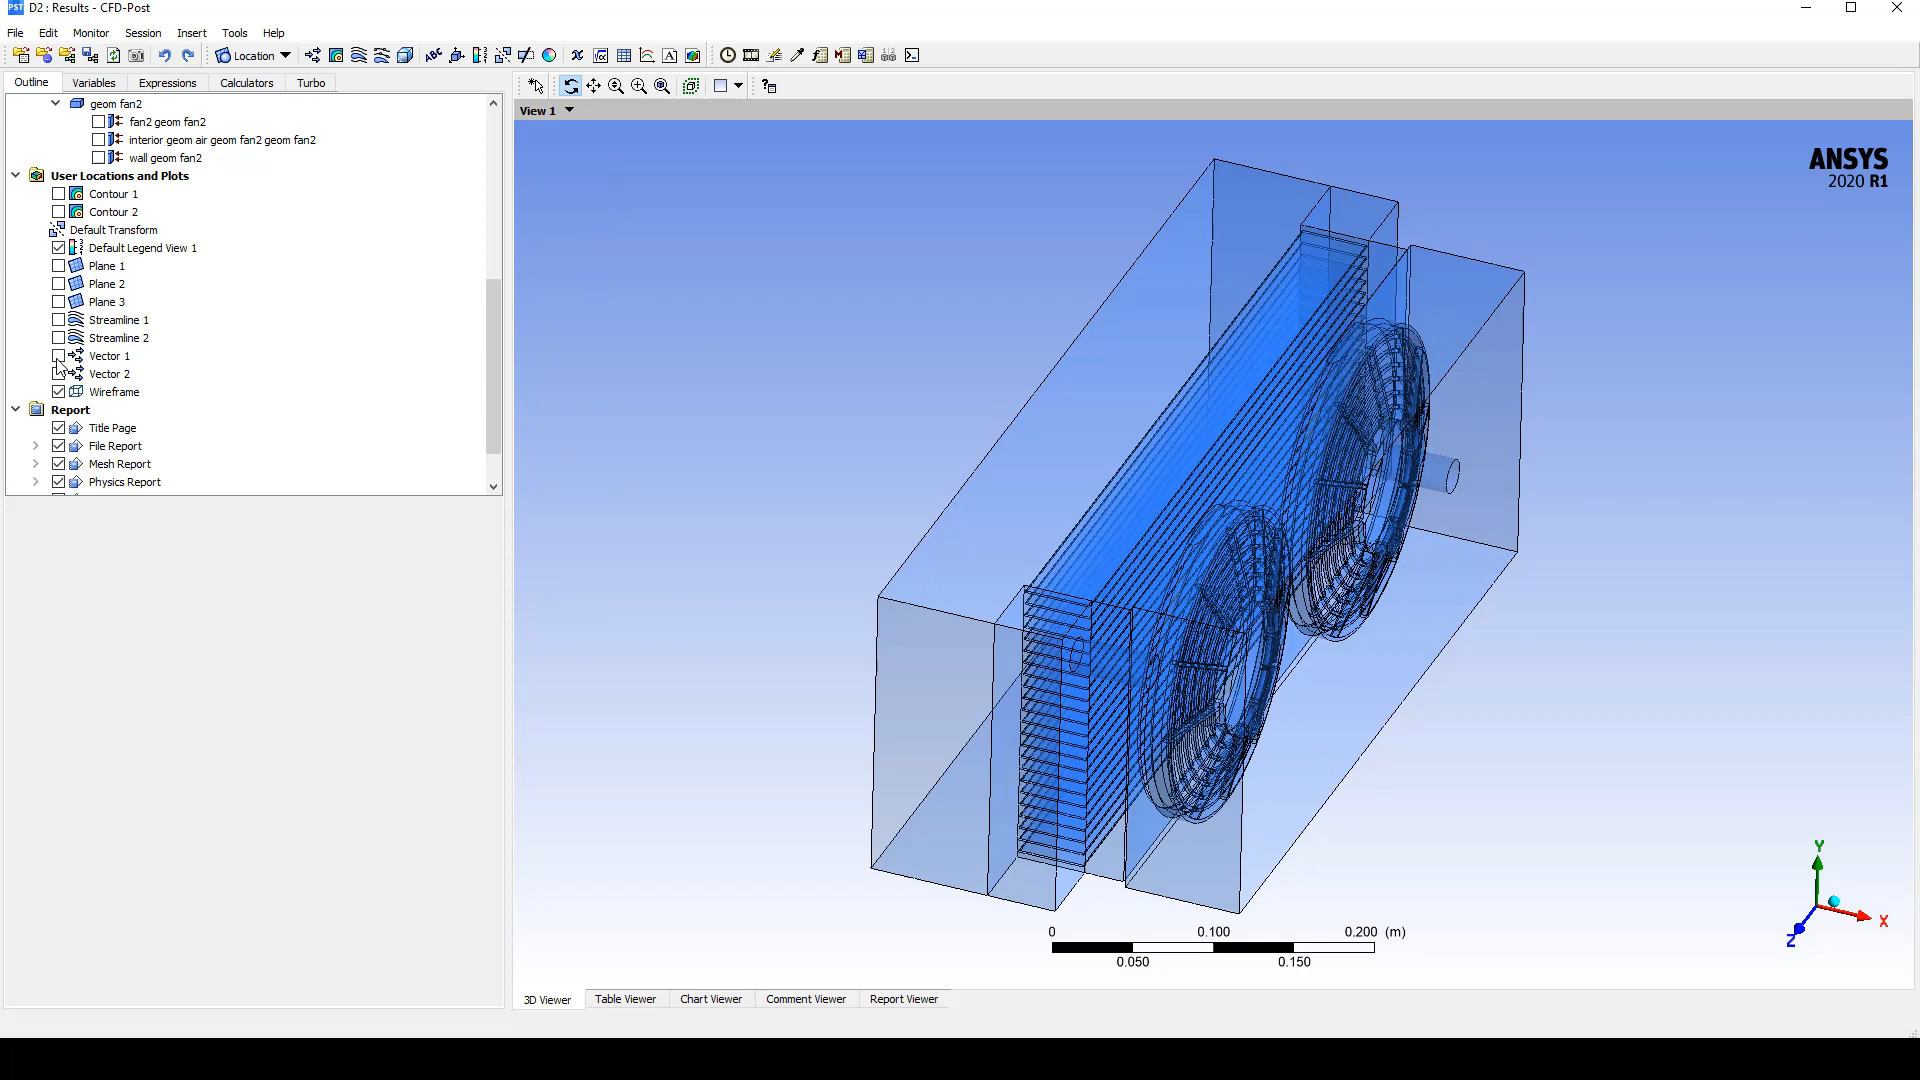 PST D2 : Results - CFD-Post
File Edit Monitor Session Insert Tools Help
Location
Outline Variables Expressions Calculators Turbo
View 1
geom fan2
fan2 geom fan2
interior geom air geom fan2 geom fan2
wall geom fan2
User Locations and Plots
Contour 1
Contour 2
Default Transform
Default Legend View 1
Plane 1
Plane 2
Plane 3
Streamline 1
Streamline 2
Vector 1
Vector 2
Wireframe
Report
Title Page
File Report
Mesh Report
Physics Report
ANSYS
2020 R1
0 0.100 0.200 (m)
0.050 0.150
Y
X
Z
3D Viewer Table Viewer Chart Viewer Comment Viewer Report Viewer